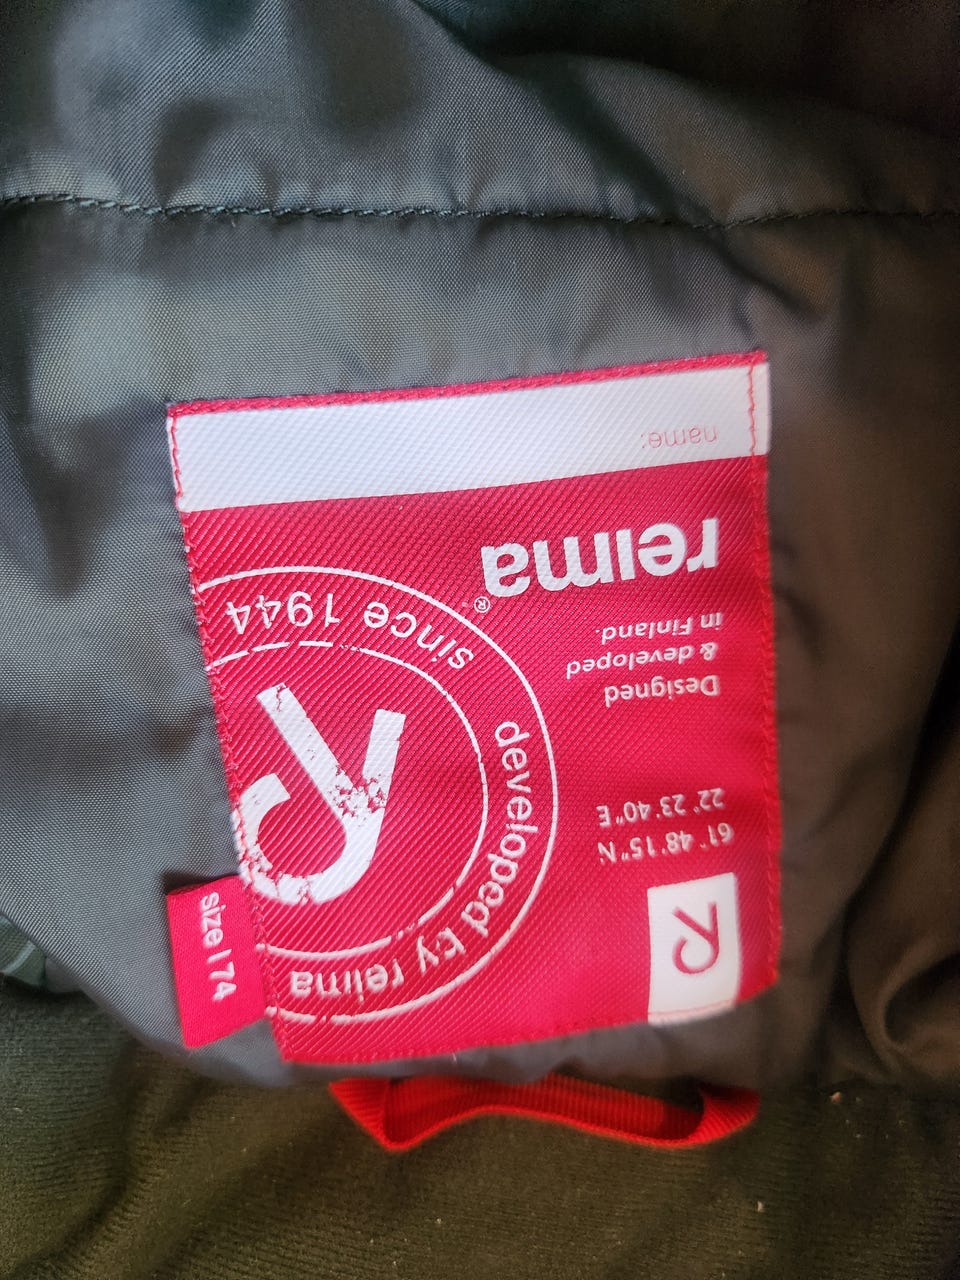 R
61° 48'15"N
22° 23'40"E
Designed
& developed
in Finland.
reima®
name:
developed by reima
since 1944
size | 74